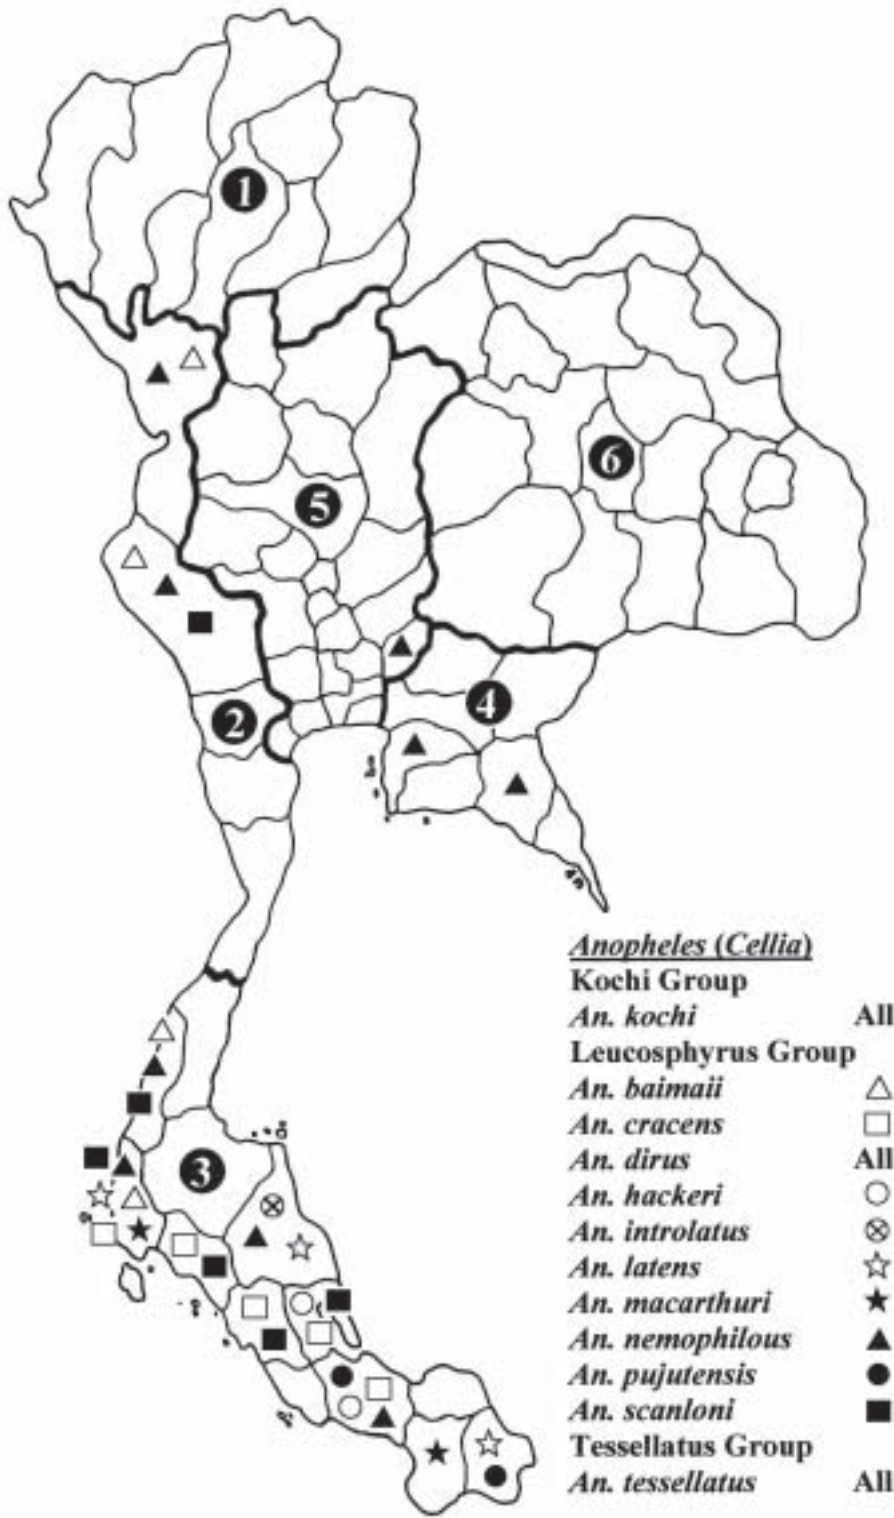 1
6
5
2
4
3
Anopheles (Cellia)
Kochi Group
An. kochi All
Leucosphyrus Group
An. baimaii
An. cracens
An. dirus All
An. hackeri
An. introlatus
An. latens
An. macarthuri
An. nemophilous
An. pujutensis
An. scanloni
Tessellatus Group
An. tessellatus All